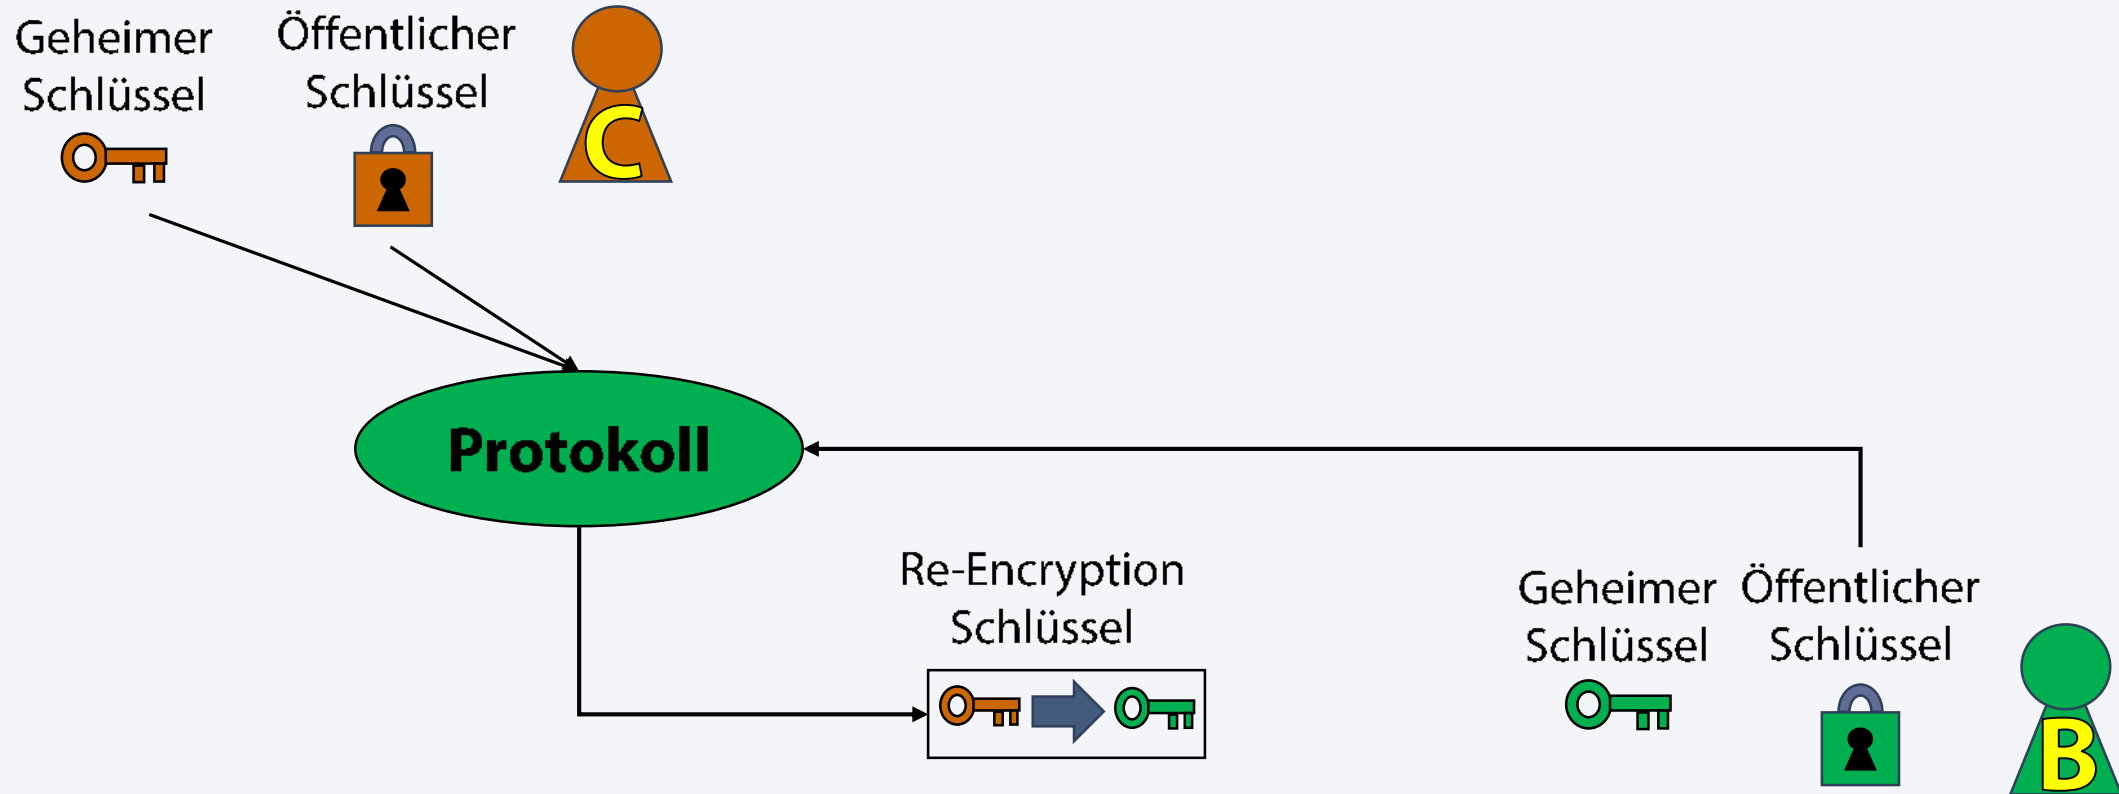 Geheimer
Schlüssel
Öffentlicher
Schlüssel
C
Protokoll
Re-Encryption
Schlüssel
Geheimer
Schlüssel
Öffentlicher
Schlüssel
B